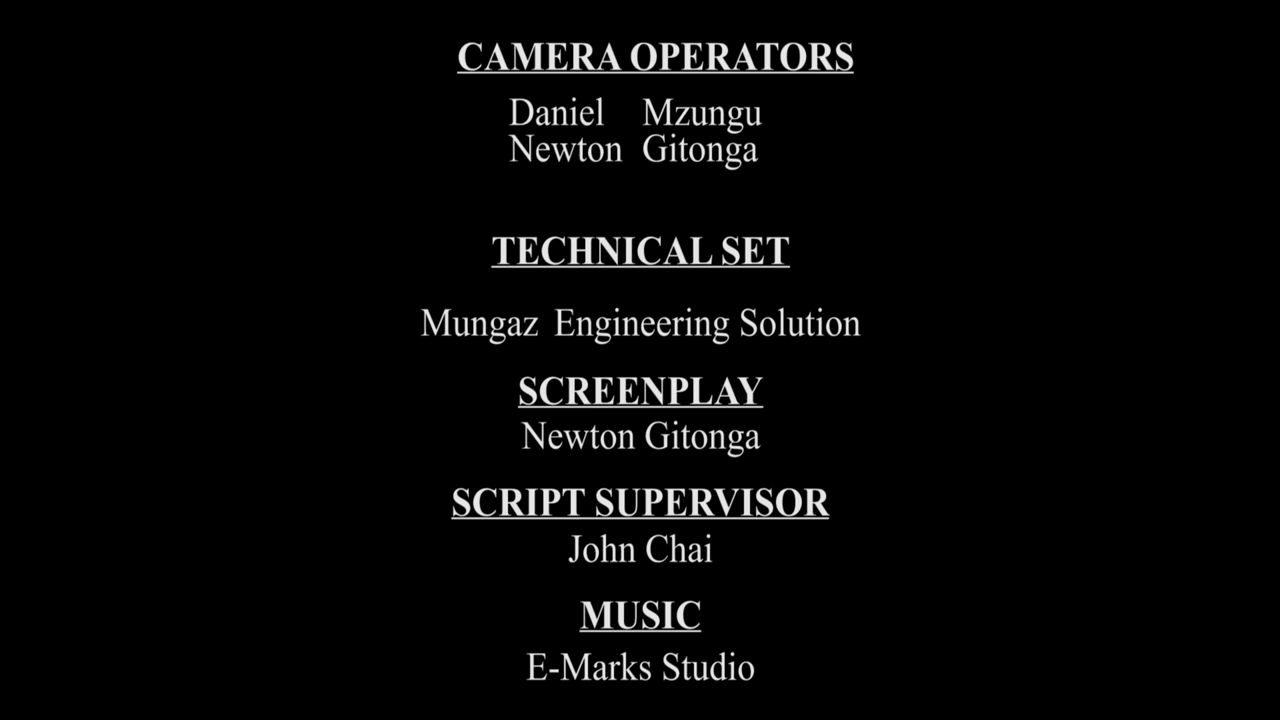 CAMERA OPERATORS
Daniel Mzungu
Newton Gitonga
TECHNICAL SET
Mungaz Engineering Solution
SCREENPLAY
Newton Gitonga
SCRIPT SUPERVISOR
John Chai
MUSIC
E-Marks Studio